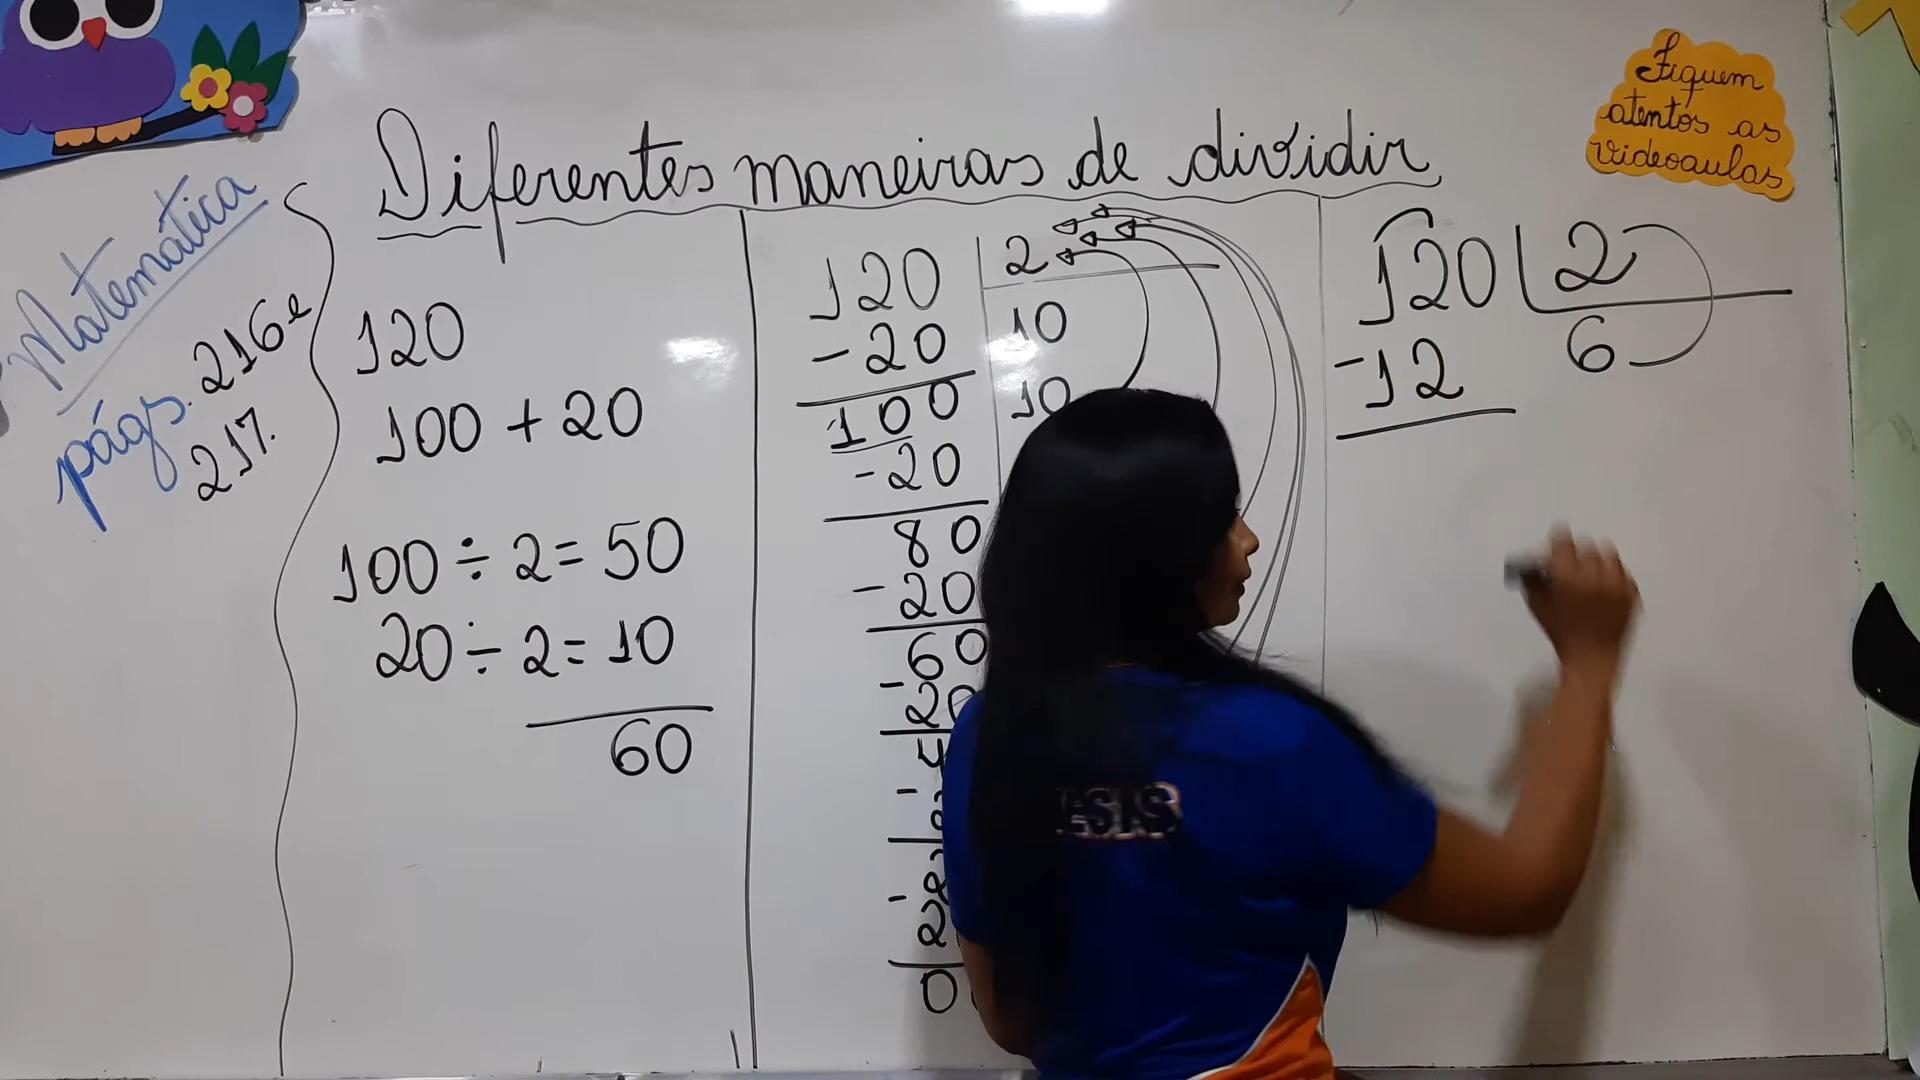 Diferentes maneiras de dividir
Fiquem
atentos as
videoaulas
Matemática
págs. 216 e
217.
120
100 + 20
100 ÷ 2 = 50
20 ÷ 2 = 10
60
120 2
- 20 10
100 10
- 20
80
- 20
60
- 20
-
-
0
120 2
- 12 6